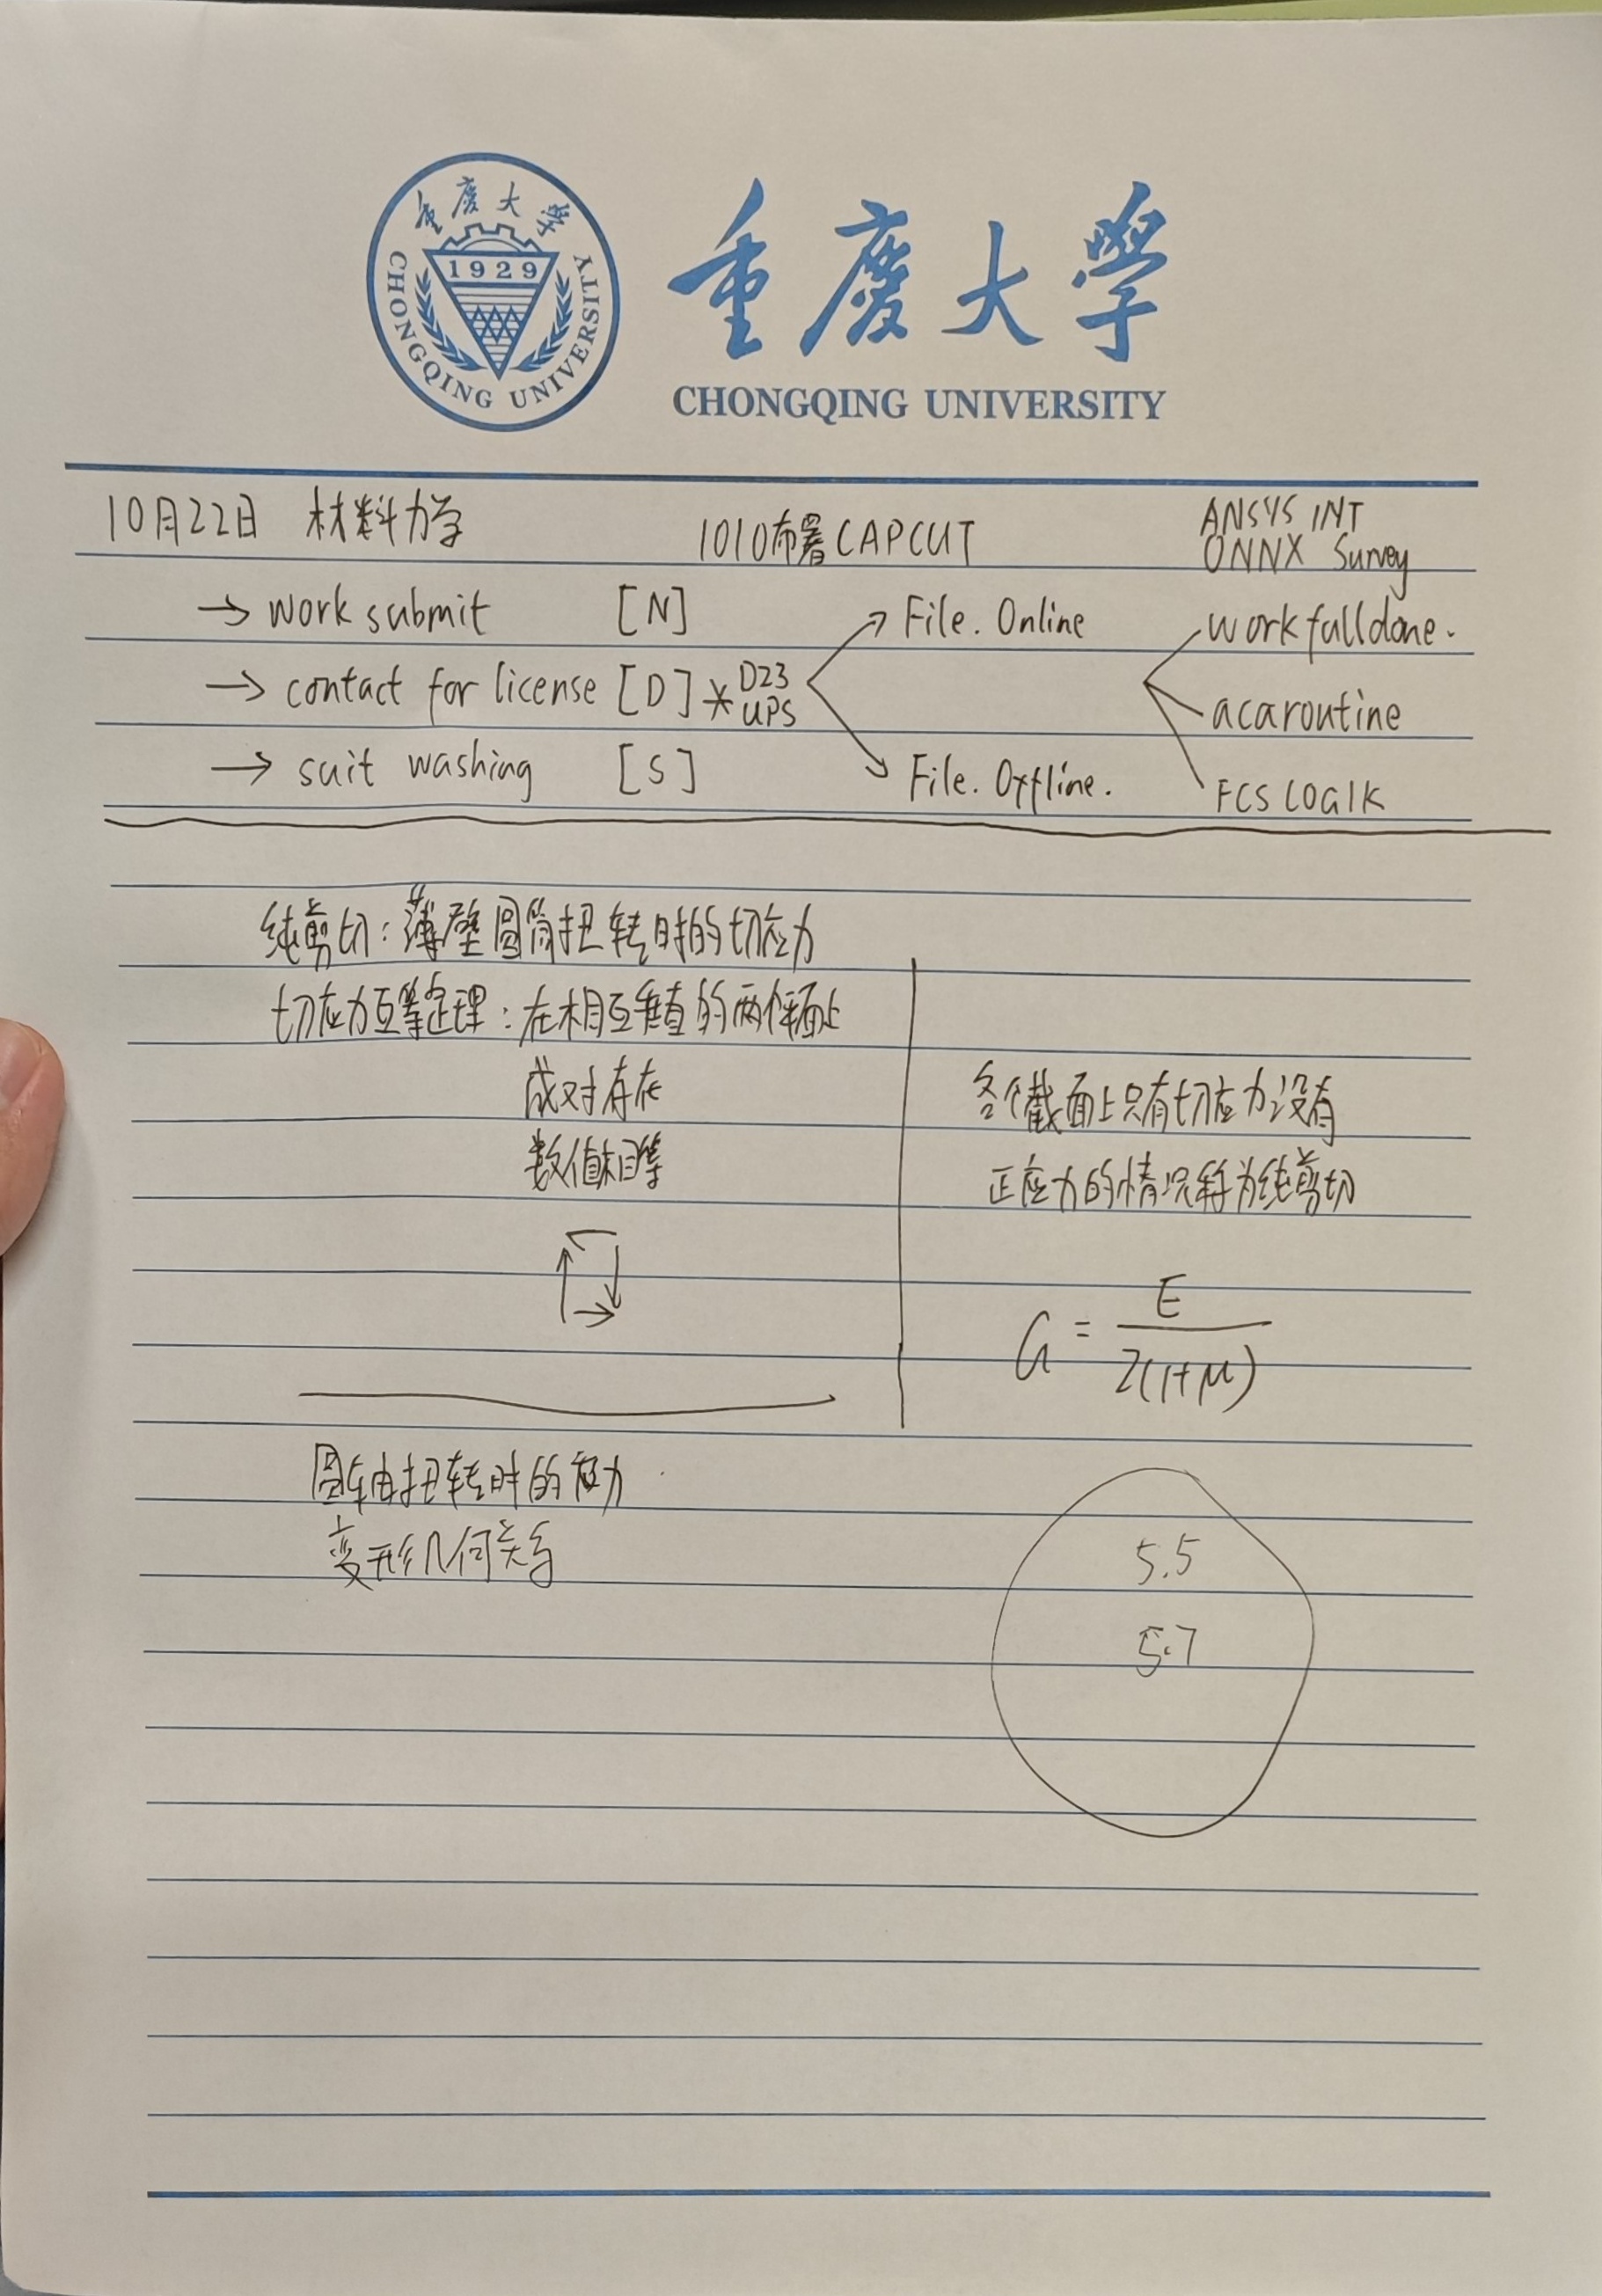 重庆大学
CHONGQING UNIVERSITY
1929
重慶大學
CHONGQING UNIVERSITY
10月22日 材料力学
1010布署CAPCUT
ANSYS INT
ONNX Survey
→ work submit [N]
→ contact for license [D] * D23
UPS
→ suit washing [S]
File. Online
File. Offline.
work fulldone.
acaroutine
FCS LOGIK
纯剪切：薄壁圆筒扭转时的切应力
切应力互等定理：在相互垂直的两个平面上
成对存在
数值相等
各个截面上只有切应力没有
正应力的情况称为纯剪切
G = E / 2(1+μ)
圆轴扭转时的应力
变形几何关系
5.5
5.7